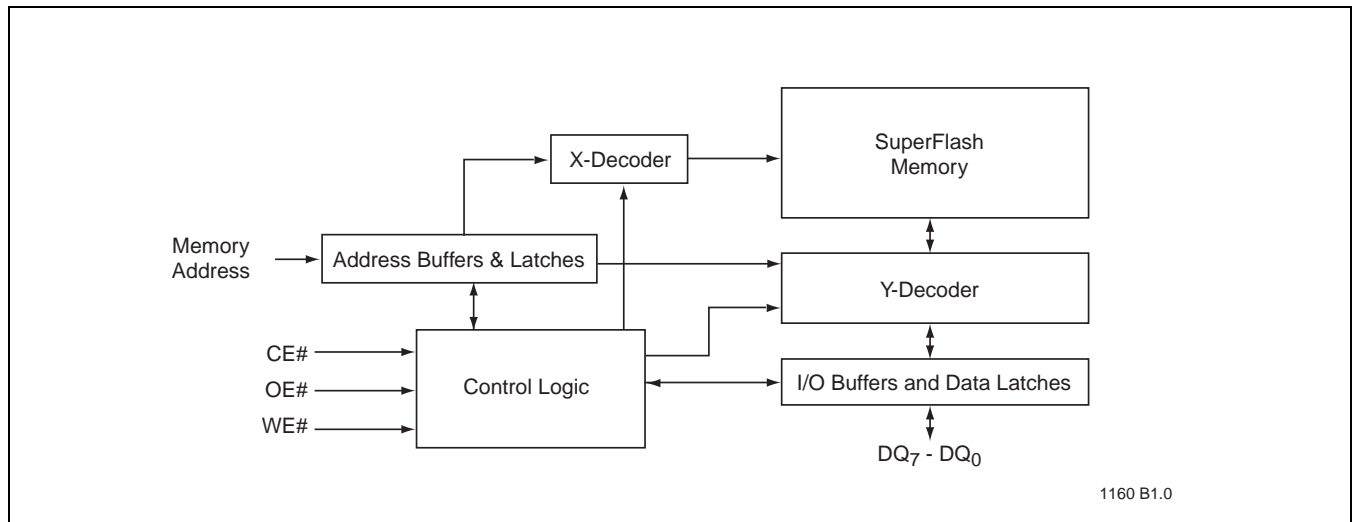 SuperFlash
Memory
X-Decoder
Memory
Address
Address Buffers & Latches
Y-Decoder
CE#
OE#
WE#
Control Logic
I/O Buffers and Data Latches
DQ7 - DQ0
1160 B1.0